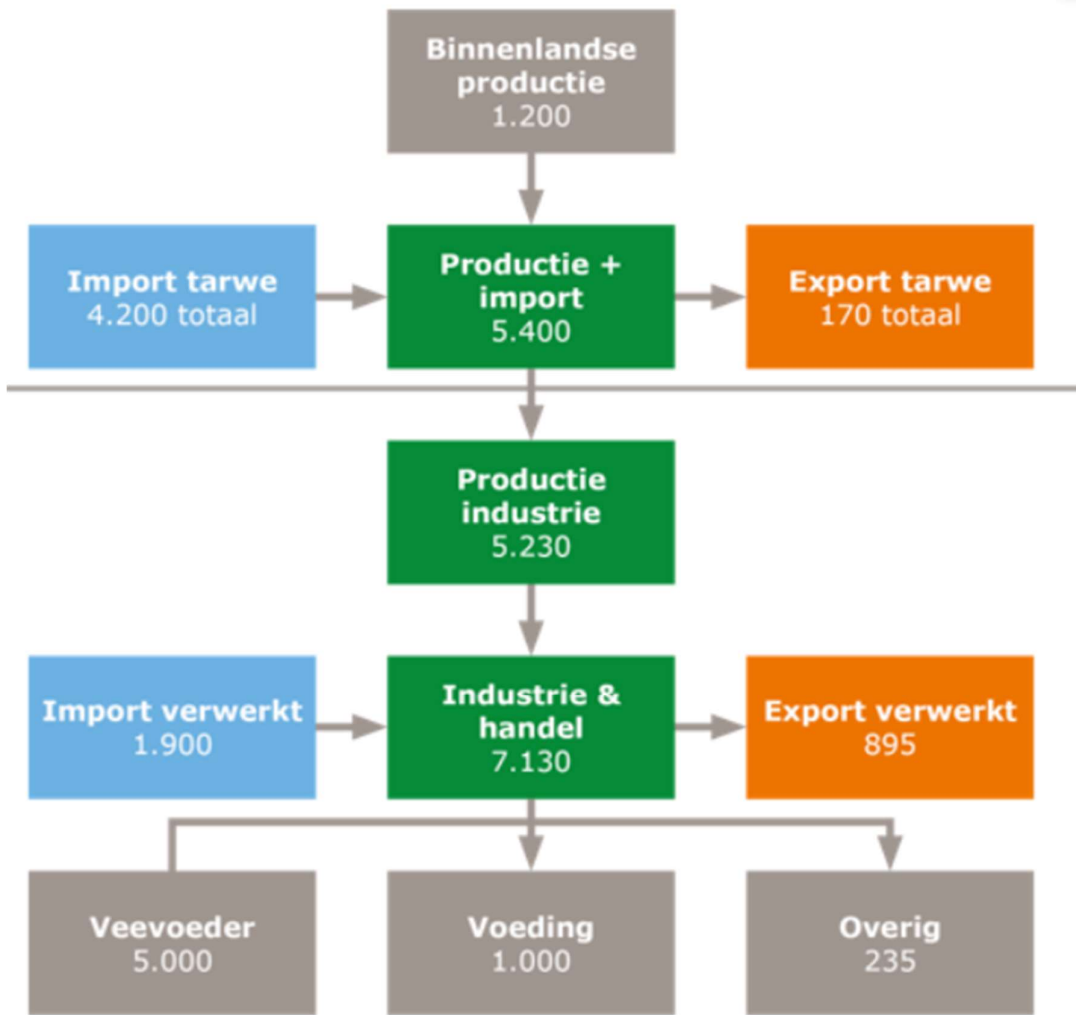 Binnenlandse
productie
1.200
Import tarwe
4.200 totaal
Productie +
import
5.400
Export tarwe
170 totaal
Productie
industrie
5.230
Import verwerkt
1.900
Industrie &
handel
7.130
Export verwerkt
895
Veevoeder
5.000
Voeding
1.000
Overig
235